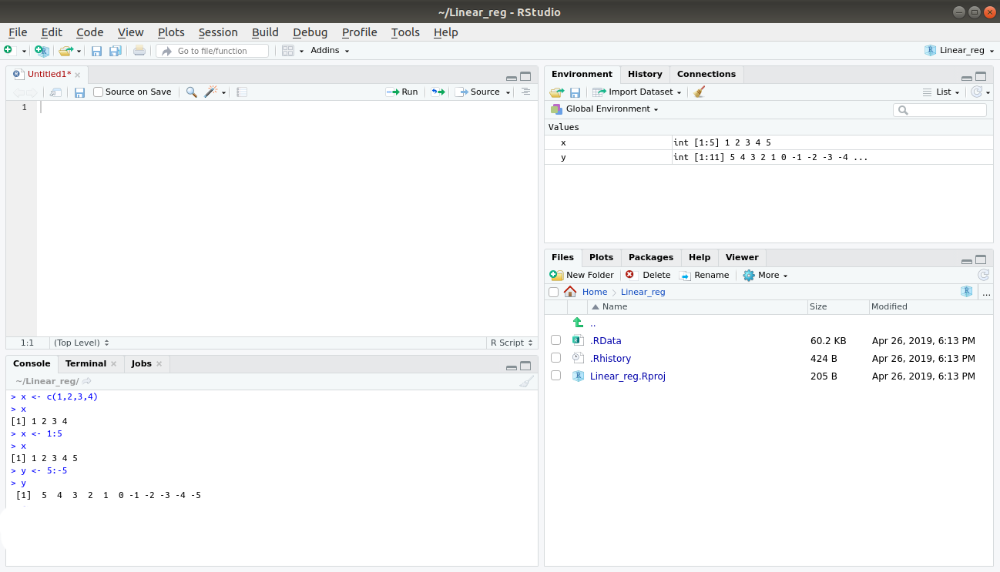 ~/Linear_reg - RStudio
File Edit Code View Plots Session Build Debug Profile Tools Help
Go to file/function Addins Linear_reg
Untitled1*
Source on Save Run Source
1
1:1 (Top Level) R Script
Console Terminal Jobs
~/Linear_reg/
> x <- c(1,2,3,4)
> x
[1] 1 2 3 4
> x <- 1:5
> x
[1] 1 2 3 4 5
> y <- 5:-5
> y
[1] 5 4 3 2 1 0 -1 -2 -3 -4 -5
Environment History Connections
Import Dataset List
Global Environment
Values
x int [1:5] 1 2 3 4 5
y int [1:11] 5 4 3 2 1 0 -1 -2 -3 -4 ...
Files Plots Packages Help Viewer
New Folder Delete Rename More
Home Linear_reg ...
Name Size Modified
..
.RData 60.2 KB Apr 26, 2019, 6:13 PM
.Rhistory 424 B Apr 26, 2019, 6:13 PM
Linear_reg.Rproj 205 B Apr 26, 2019, 6:13 PM